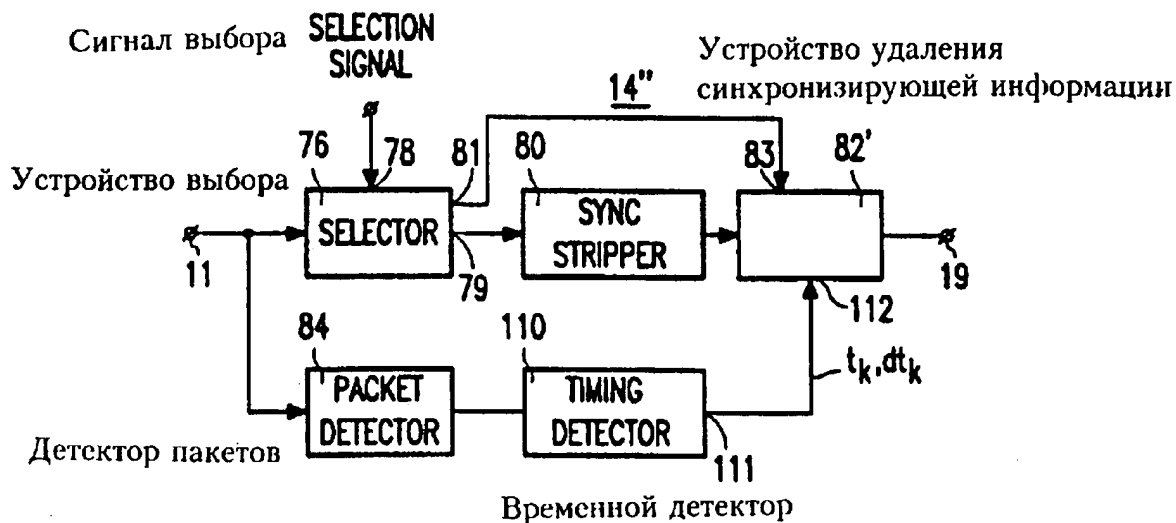 Сигнал выбора
SELECTION
SIGNAL
Устройство удаления
синхронизирующей информации
14"
76
78
81
80
83
82'
Устройство выбора
SELECTOR
SYNC
STRIPPER
11
79
19
112
84
110
t_k, dt_k
PACKET
DETECTOR
TIMING
DETECTOR
111
Детектор пакетов
Временной детектор